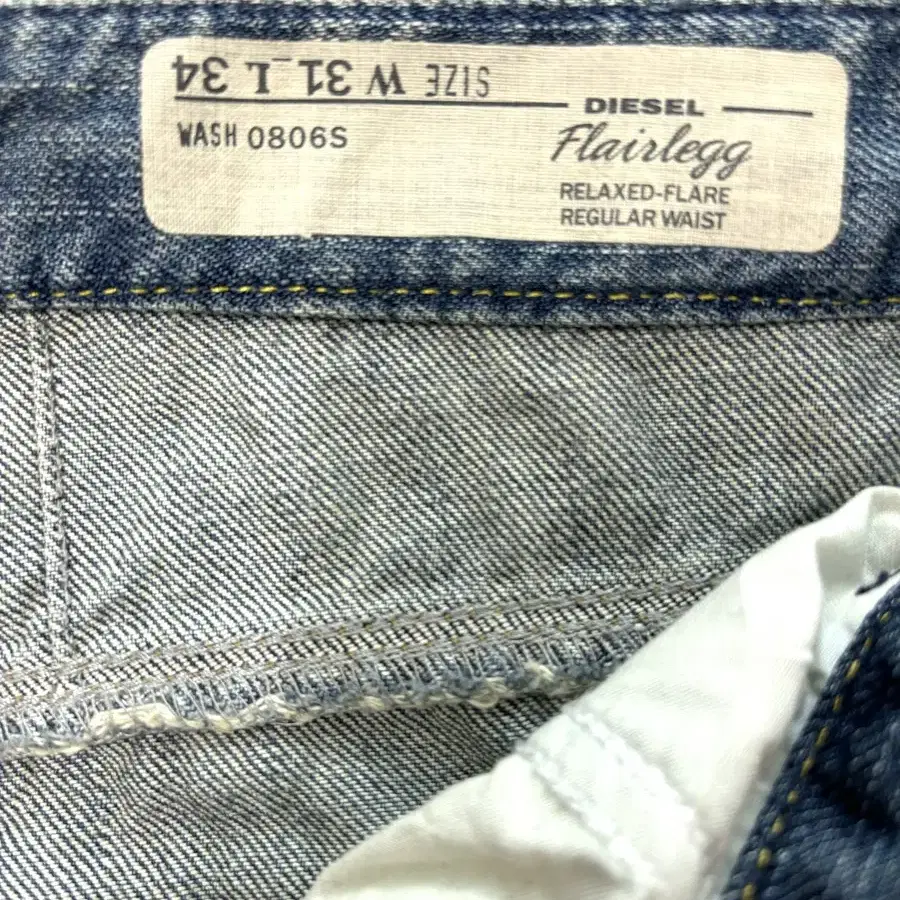 SIZE W 31 L 34
DIESEL
WASH 0806S
Flairlegg
RELAXED-FLARE
REGULAR WAIST